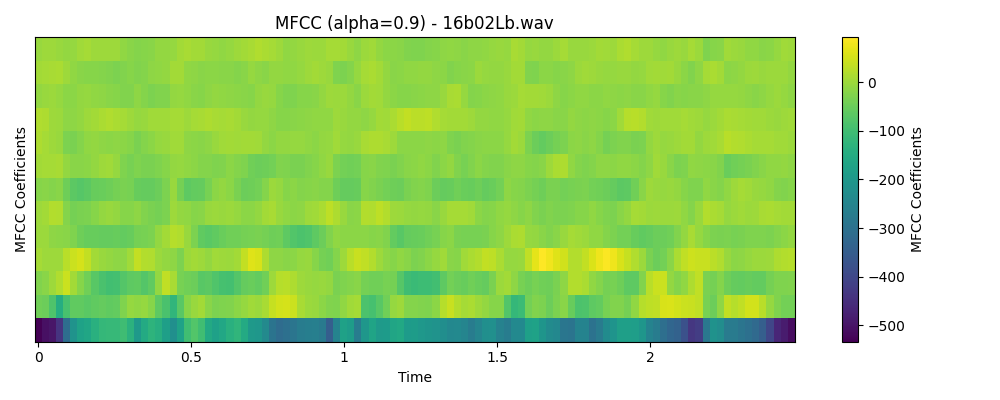 MFCC (alpha=0.9) - 16b02Lb.wav
MFCC Coefficients
0
0.5
1
1.5
2
Time
0
−100
−200
−300
−400
−500
MFCC Coefficients